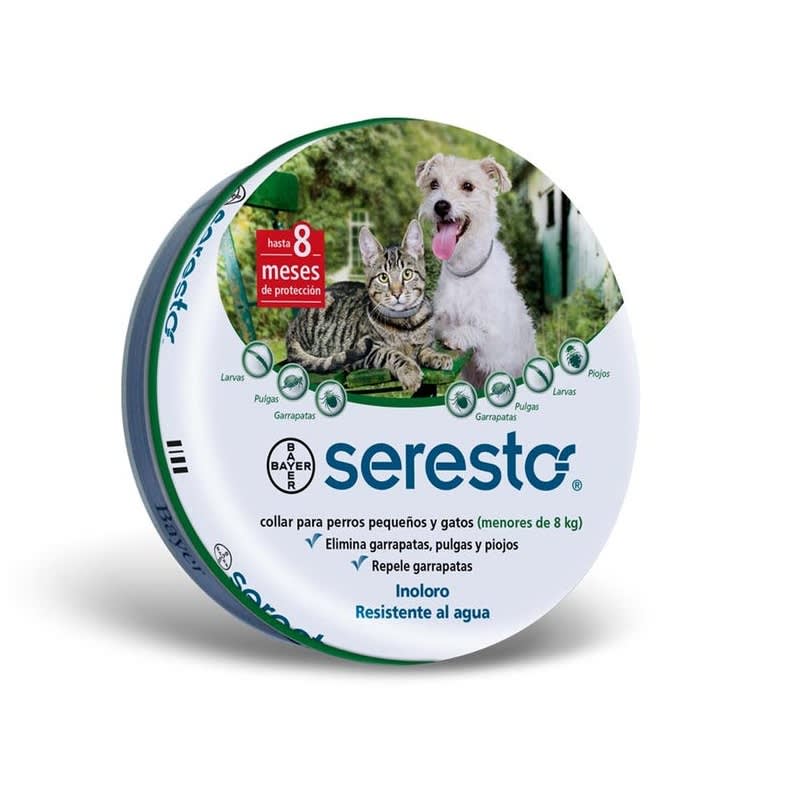 hasta 8
meses
de protección
Larvas
Pulgas
Garrapatas
Garrapatas
Pulgas
Larvas
Piojos
BAYER
BAYER
seresto®
collar para perros pequeños y gatos (menores de 8 kg)
Elimina garrapatas, pulgas y piojos
Repele garrapatas
Inoloro
Resistente al agua
seresto
Bayer
seresto